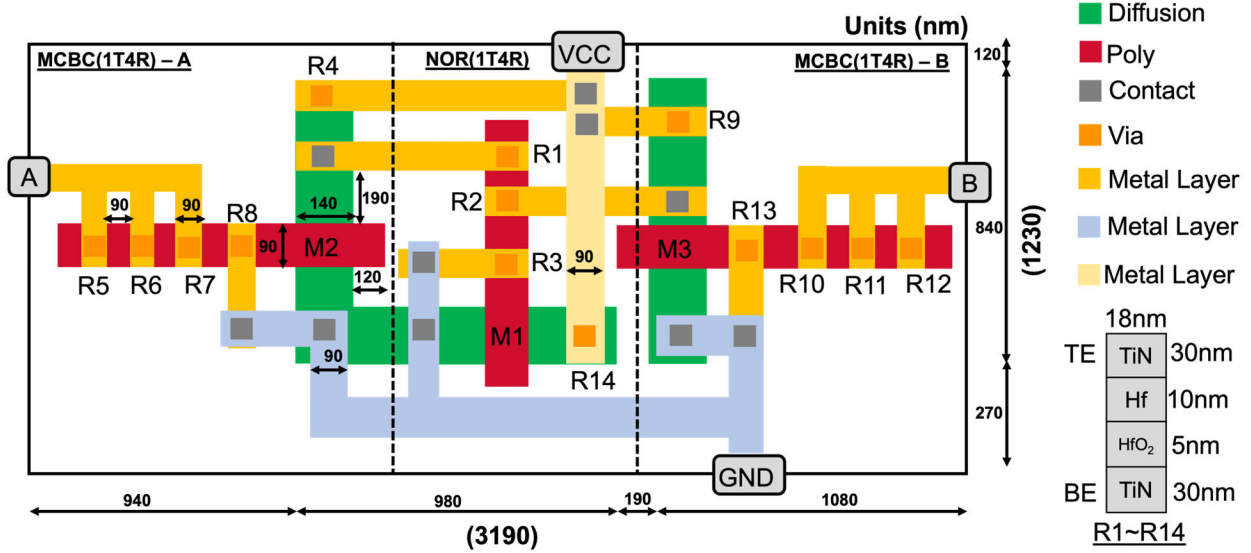 Units (nm)
MCBC(1T4R) – A
NOR(1T4R)
VCC
MCBC(1T4R) – B
120
Diffusion
Poly
Contact
Via
Metal Layer
Metal Layer
Metal Layer
R4
R9
R1
A
B
190
90
90
140
R2
R8
R13
840
(1230)
90
M2
M3
R3
90
R5
R6
R7
120
R10
R11
R12
M1
90
R14
18nm
TE
TiN
30nm
Hf
10nm
HfO2
5nm
BE
TiN
30nm
R1~R14
270
GND
940
980
190
1080
(3190)